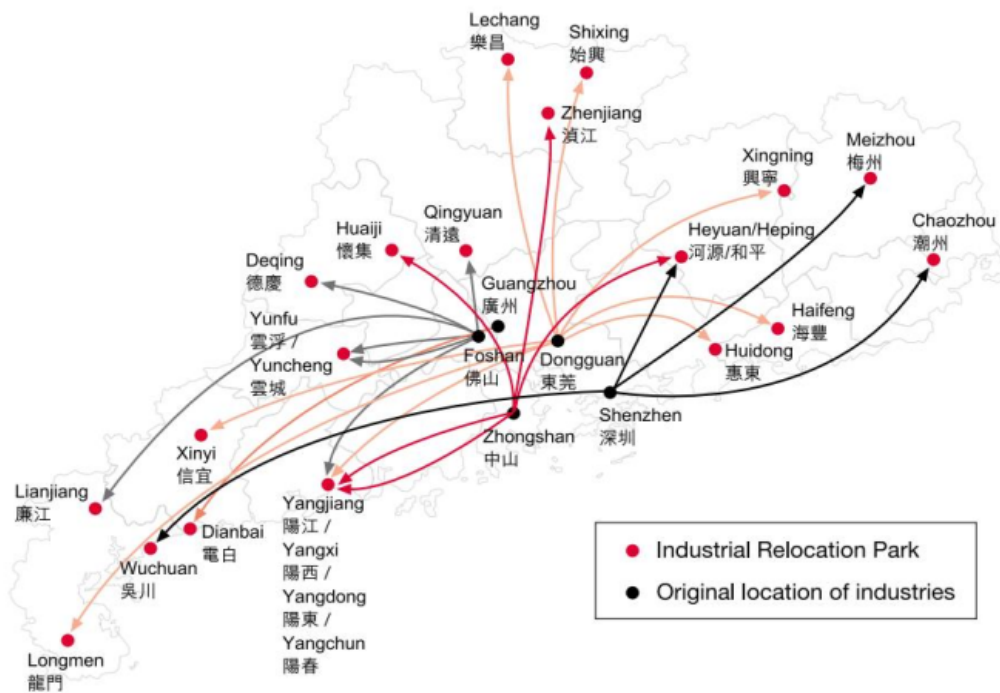 Lechang
樂昌
Shixing
始興
Zhenjiang
滇江
Meizhou
梅州
Xingning
興寧
Qingyuan
清遠
Huaiji
懷集
Heyuan/Heping
河源/和平
Chaozhou
潮州
Deqing
德慶
Guangzhou
廣州
Yunfu
雲浮 /
Yuncheng
雲城
Foshan
佛山
Dongguan
東莞
Haifeng
海豐
Huidong
惠東
Shenzhen
深圳
Zhongshan
中山
Xinyi
信宜
Lianjiang
廉江
Dianbai
電白
Wuchuan
吳川
Yangjiang
陽江 /
Yangxi
陽西 /
Yangdong
陽東 /
Yangchun
陽春
Longmen
龍門
Industrial Relocation Park
Original location of industries